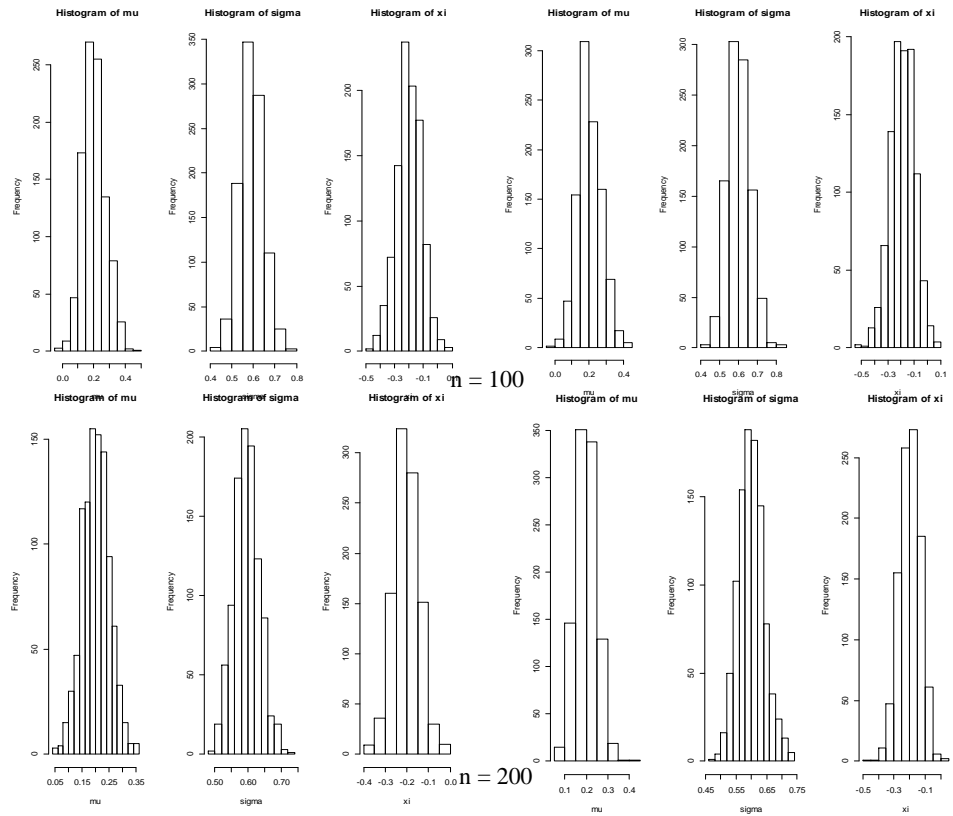 Histogram of mu
Histogram of sigma
Histogram of xi
Histogram of mu
Histogram of sigma
Histogram of xi
Frequency
0 50 100 150 200 250
0.0 0.2 0.4
Frequency
0 50 100 150 200 250 300 350
0.4 0.5 0.6 0.7 0.8
Frequency
0 50 100 150 200
-0.5 -0.3 -0.1
Frequency
0 50 100 150 200 250 300
0.0 0.2 0.4
mu
Frequency
0 50 100 150 200 250 300
0.4 0.5 0.6 0.7 0.8
Frequency
0 50 100 150 200
-0.5 -0.3 -0.1 0.1
xi
n = 100
Histogram of mu
Histogram of sigma
Histogram of xi
Histogram of mu
Histogram of sigma
Histogram of xi
Frequency
0 50 100 150
0.05 0.15 0.25 0.35
mu
Frequency
0 50 100 150 200
0.50 0.60 0.70
sigma
Frequency
0 50 100 150 200 250 300
-0.4 -0.3 -0.2 -0.1 0.0
xi
Frequency
0 50 100 150 200 250 300 350
0.1 0.2 0.3 0.4
mu
Frequency
0 50 100 150
0.45 0.55 0.65 0.75
sigma
Frequency
0 50 100 150 200 250
-0.5 -0.3 -0.1
xi
n = 200